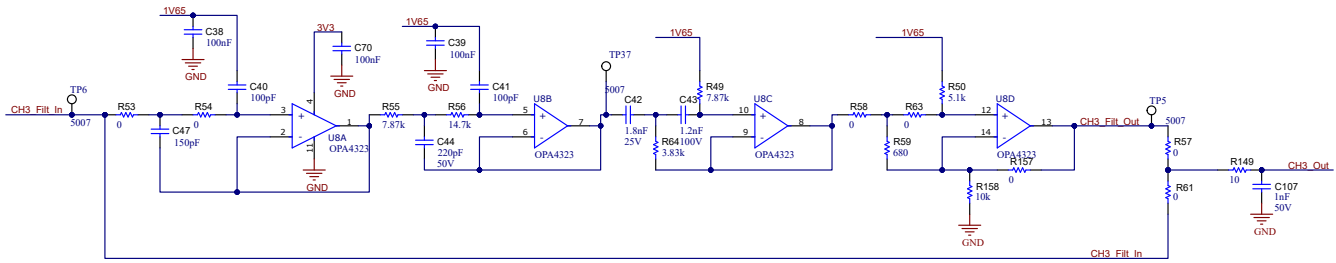 1V65
C38
100nF
GND
3V3
C70
100nF
GND
1V65
C39
100nF
GND
TP37
5007
1V65
1V65
TP6
5007
CH3_Filt_In
R53
0
R54
0
C47
150pF
C40
100pF
3
2
4
11
1
+
-
U8A
OPA4323
GND
R55
7.87k
R56
14.7k
C44
220pF
50V
C41
100pF
5
6
7
+
-
U8B
OPA4323
C42
1.8nF
25V
C43
1.2nF
100V
R64
3.83k
R49
7.87k
10
9
8
+
-
U8C
OPA4323
R58
0
R63
0
R59
680
R50
5.1k
12
14
13
+
-
U8D
OPA4323
R157
0
R158
10k
GND
CH3_Filt_Out
TP5
5007
R57
0
R61
0
R149
10
CH3_Out
C107
1nF
50V
GND
CH3_Filt_In